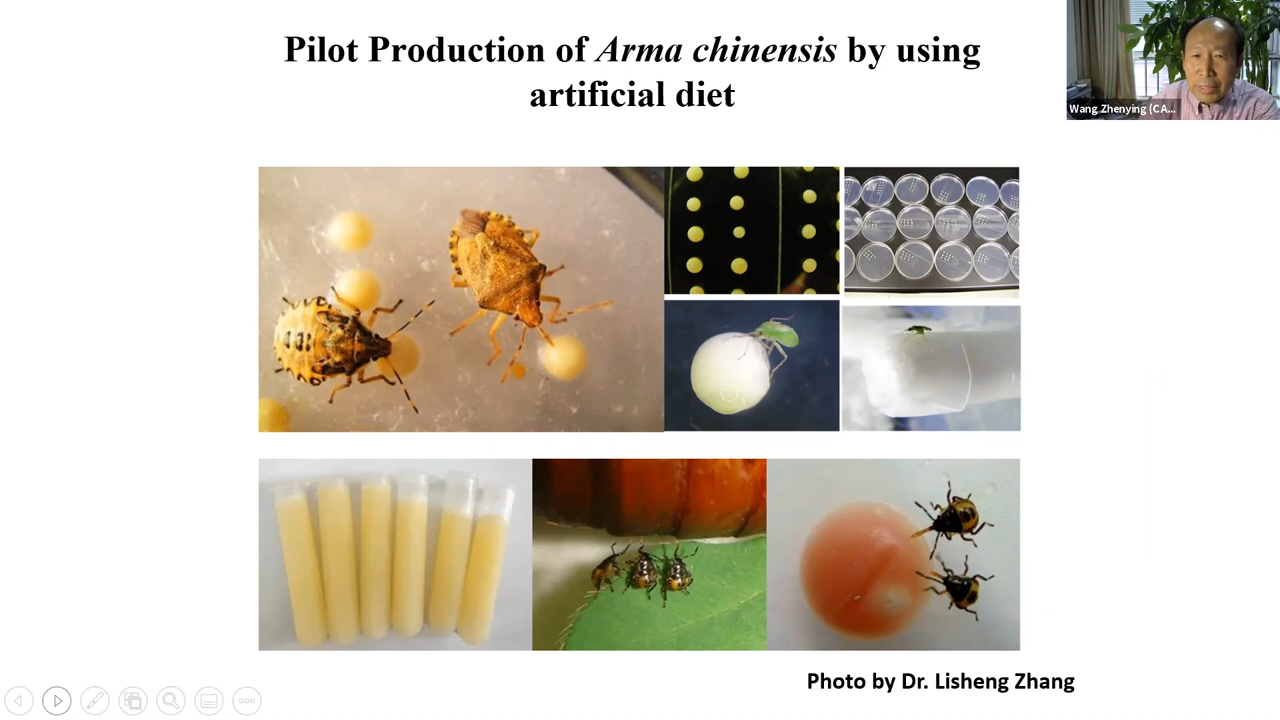 Pilot Production of Arma chinensis by using
artificial diet
Wang Zhenying (CA...
Photo by Dr. Lisheng Zhang